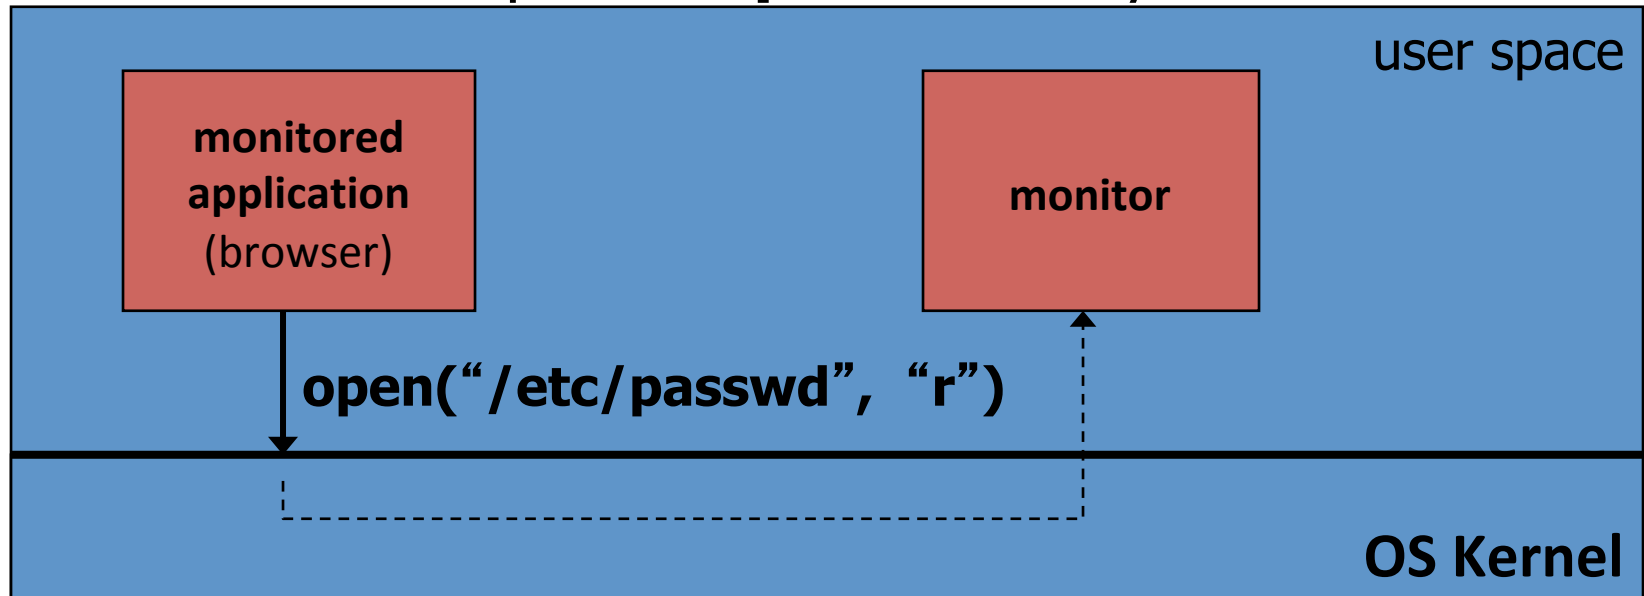 user space
monitored
application
(browser)
monitor
open(“/etc/passwd”, “r”)
OS Kernel